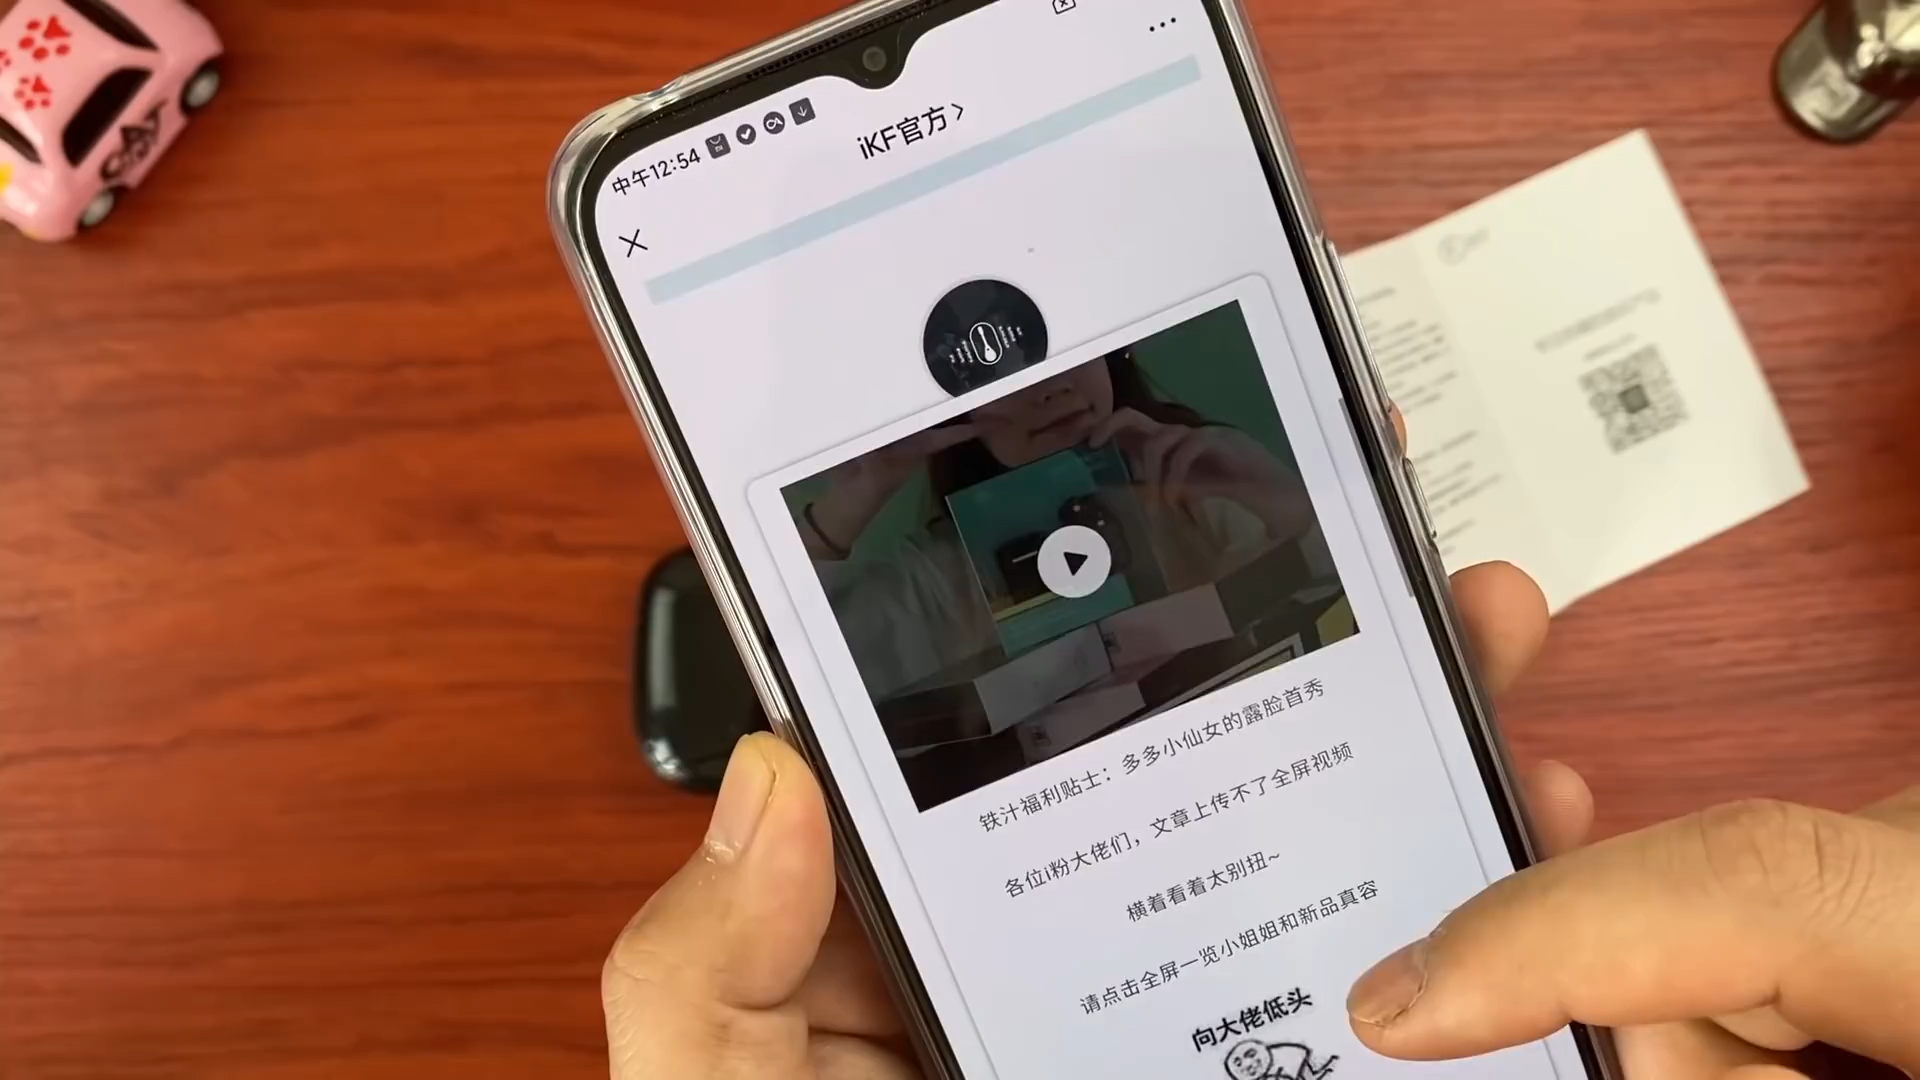 中午12:54
iKF官方 >
铁汁福利贴士：多多小仙女的露脸首秀
各位i粉大佬们，文章上传不了全屏视频
横着看着太别扭~
请点击全屏一览小姐姐和新品真容
向大佬低头
CAT